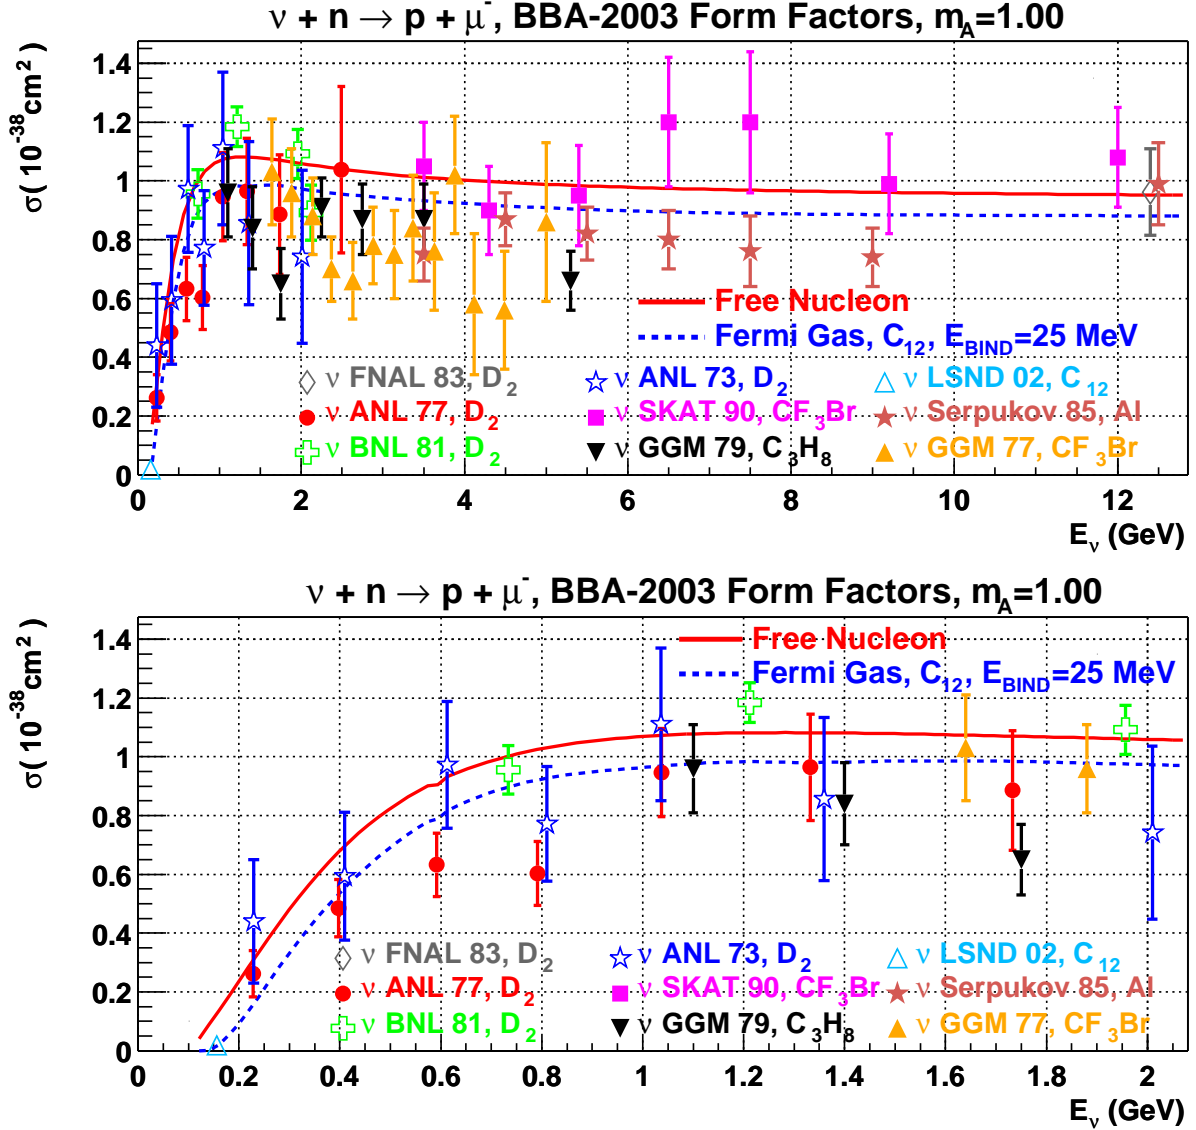 ν + n → p + μ⁻, BBA-2003 Form Factors, m_A=1.00
σ( 10⁻³⁸cm² )
1.4
1.2
1
0.8
0.6
0.4
0.2
0
Free Nucleon
Fermi Gas, C₁₂, E_BIND=25 MeV
ν FNAL 83, D₂ ν ANL 73, D₂ ν LSND 02, C₁₂
ν ANL 77, D₂ ν SKAT 90, CF₃Br ν Serpukov 85, Al
ν BNL 81, D₂ ν GGM 79, C₃H₈ ν GGM 77, CF₃Br
0 2 4 6 8 10 12
E_ν (GeV)
ν + n → p + μ⁻, BBA-2003 Form Factors, m_A=1.00
σ( 10⁻³⁸cm² )
1.4
1.2
1
0.8
0.6
0.4
0.2
0
Free Nucleon
Fermi Gas, C₁₂, E_BIND=25 MeV
ν FNAL 83, D₂ ν ANL 73, D₂ ν LSND 02, C₁₂
ν ANL 77, D₂ ν SKAT 90, CF₃Br ν Serpukov 85, Al
ν BNL 81, D₂ ν GGM 79, C₃H₈ ν GGM 77, CF₃Br
0 0.2 0.4 0.6 0.8 1 1.2 1.4 1.6 1.8 2
E_ν (GeV)